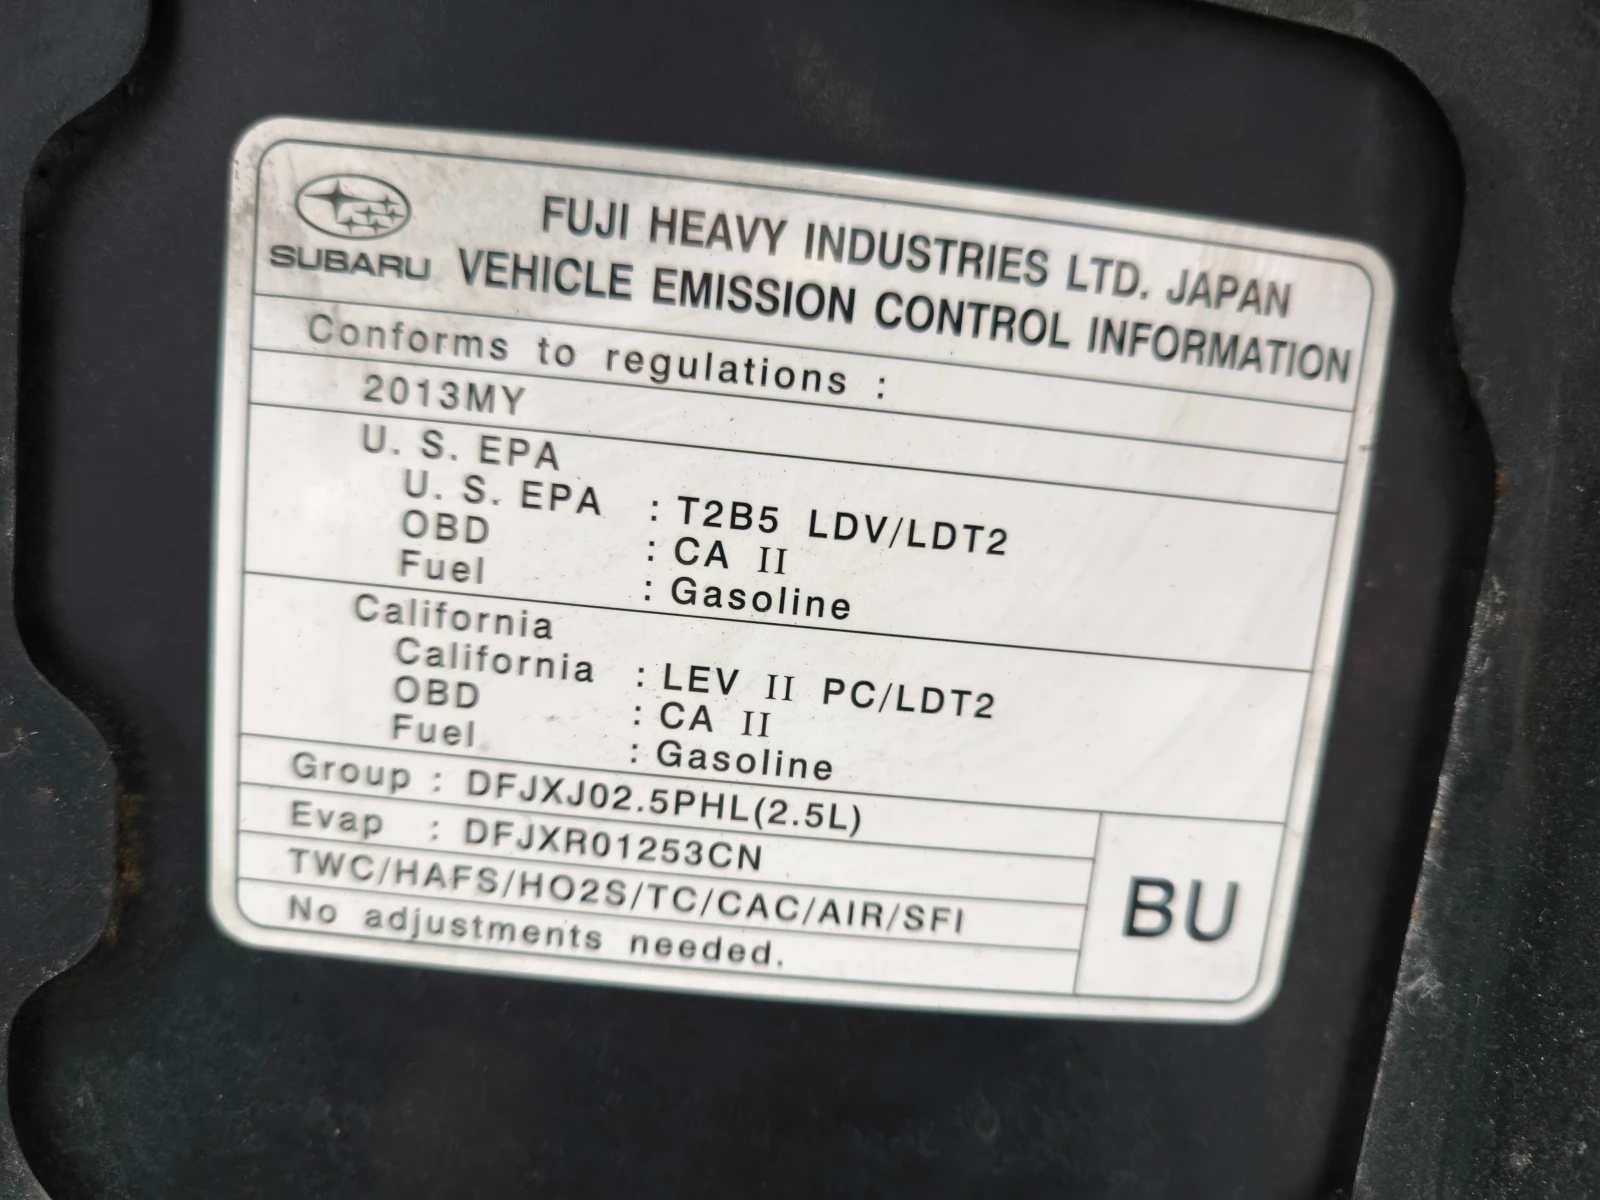 FUJI HEAVY INDUSTRIES LTD. JAPAN
SUBARU VEHICLE EMISSION CONTROL INFORMATION
Conforms to regulations :
2013MY
U. S. EPA
U. S. EPA : T2B5 LDV/LDT2
OBD : CA II
Fuel : Gasoline
California
California : LEV II PC/LDT2
OBD : CA II
Fuel : Gasoline
Group : DFJXJ02.5PHL(2.5L)
Evap : DFJXR01253CN
TWC/HAFS/HO2S/TC/CAC/AIR/SFI
BU
No adjustments needed.